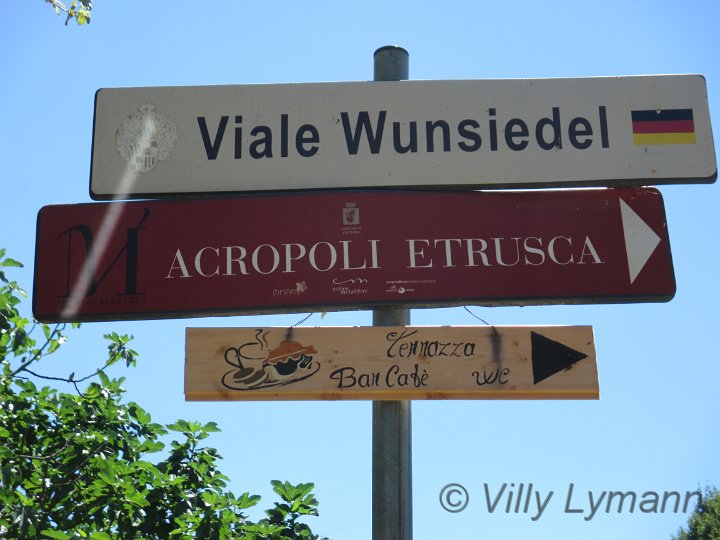 Viale Wunsiedel
ACROPOLI ETRUSCA
Terrazza
Bar Cafè WC
© Villy Lymann